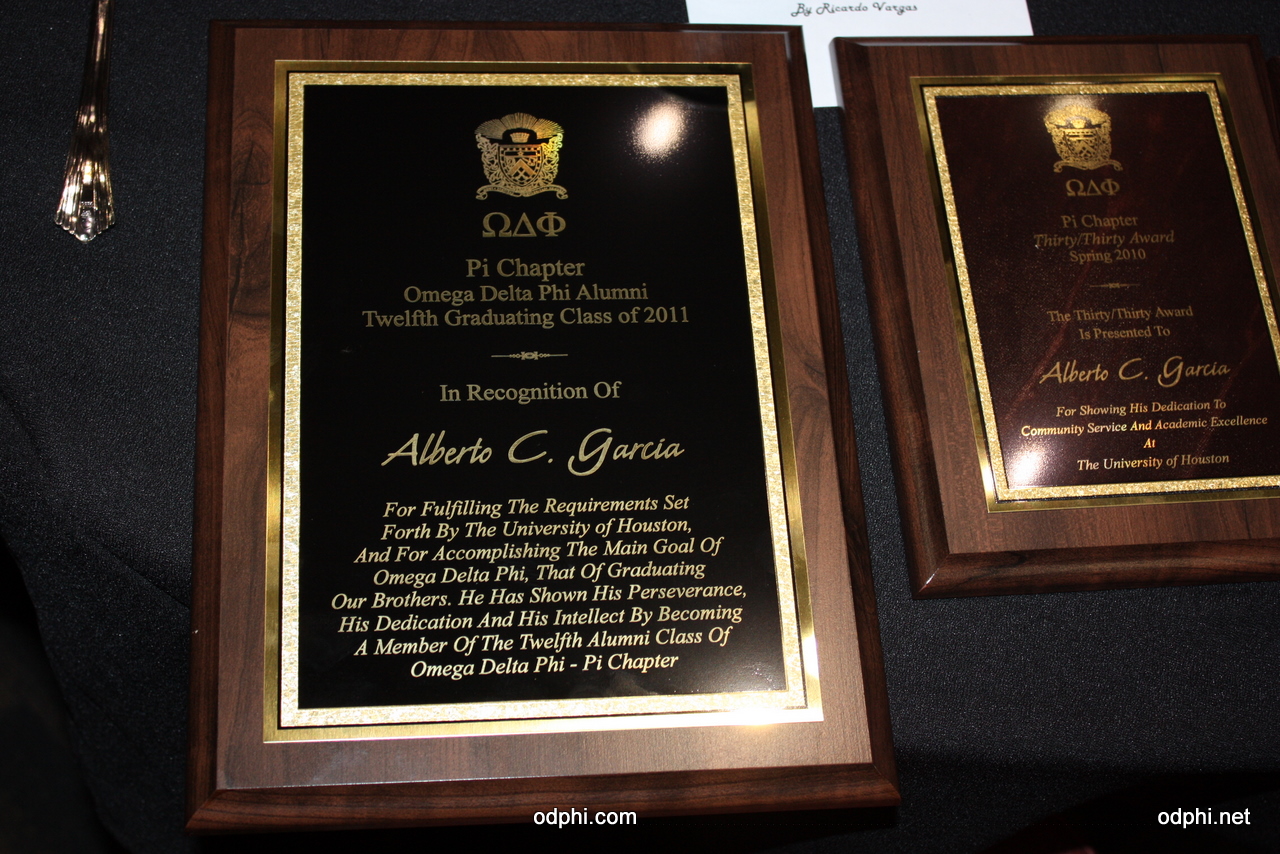 By Ricardo Vargas
ΩΔΦ
Pi Chapter
Omega Delta Phi Alumni
Twelfth Graduating Class of 2011
In Recognition Of
Alberto C. Garcia
For Fulfilling The Requirements Set
Forth By The University of Houston,
And For Accomplishing The Main Goal Of
Omega Delta Phi, That Of Graduating
Our Brothers. He Has Shown His Perseverance,
His Dedication And His Intellect By Becoming
A Member Of The Twelfth Alumni Class Of
Omega Delta Phi - Pi Chapter
ΩΔΦ
Pi Chapter
Thirty/Thirty Award
Spring 2010
The Thirty/Thirty Award
Is Presented To
Alberto C. Garcia
For Showing His Dedication To
Community Service And Academic Excellence
At
The University of Houston
odphi.com
odphi.net